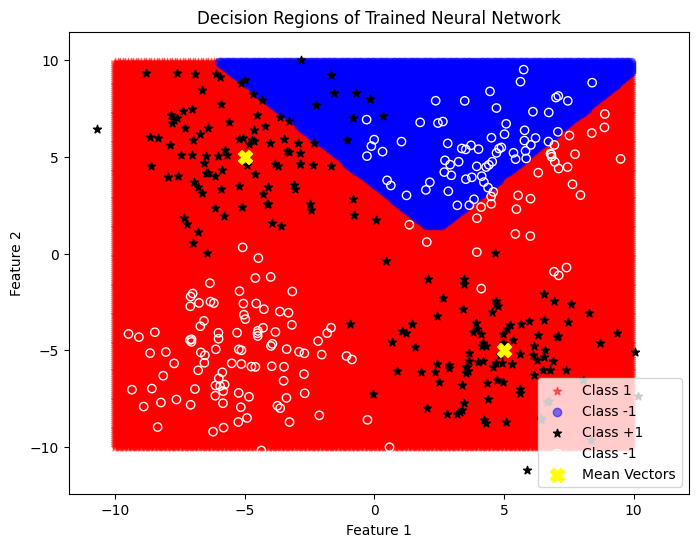 Decision Regions of Trained Neural Network
10
5
0
−5
−10
Feature 2
Class 1
Class -1
Class +1
Class -1
Mean Vectors
−10
−5
0
5
10
Feature 1